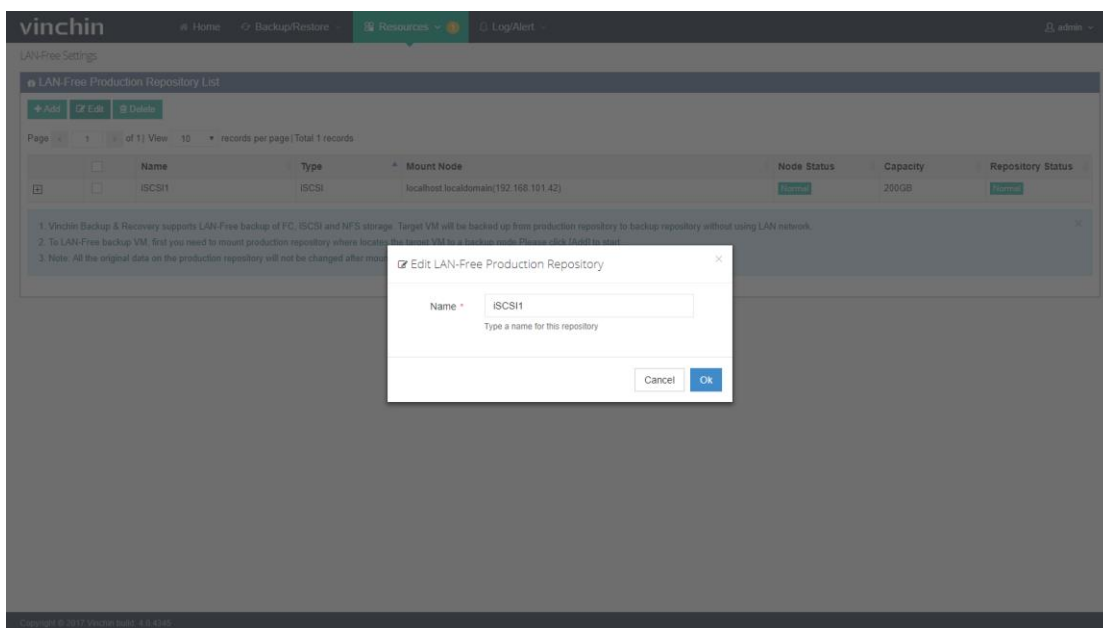 vinchin
Home Backup/Restore Resources 1 Log/Alert admin
LAN-Free Settings
LAN-Free Production Repository List
Add Edit Delete
Page 1 of 1 | View 10 records per page | Total 1 records
Name Type Mount Node Node Status Capacity Repository Status
iSCSI1 iSCSI localhost.localdomain(192.168.101.42) Normal 200GB Normal
1. Vinchin Backup & Recovery supports LAN-Free backup of FC, iSCSI and NFS storage. Target VM will be backed up from production repository to backup repository without using LAN network.
2. To LAN-Free backup VM, first you need to mount production repository where locates the target VM to a backup node.Please click [Add] to start.
3. Note: All the original data on the production repository will not be changed after
Edit LAN-Free Production Repository
Name * iSCSI1
Type a name for this repository
Cancel Ok
Copyright © 2017 Vinchin build: 4.0.4345